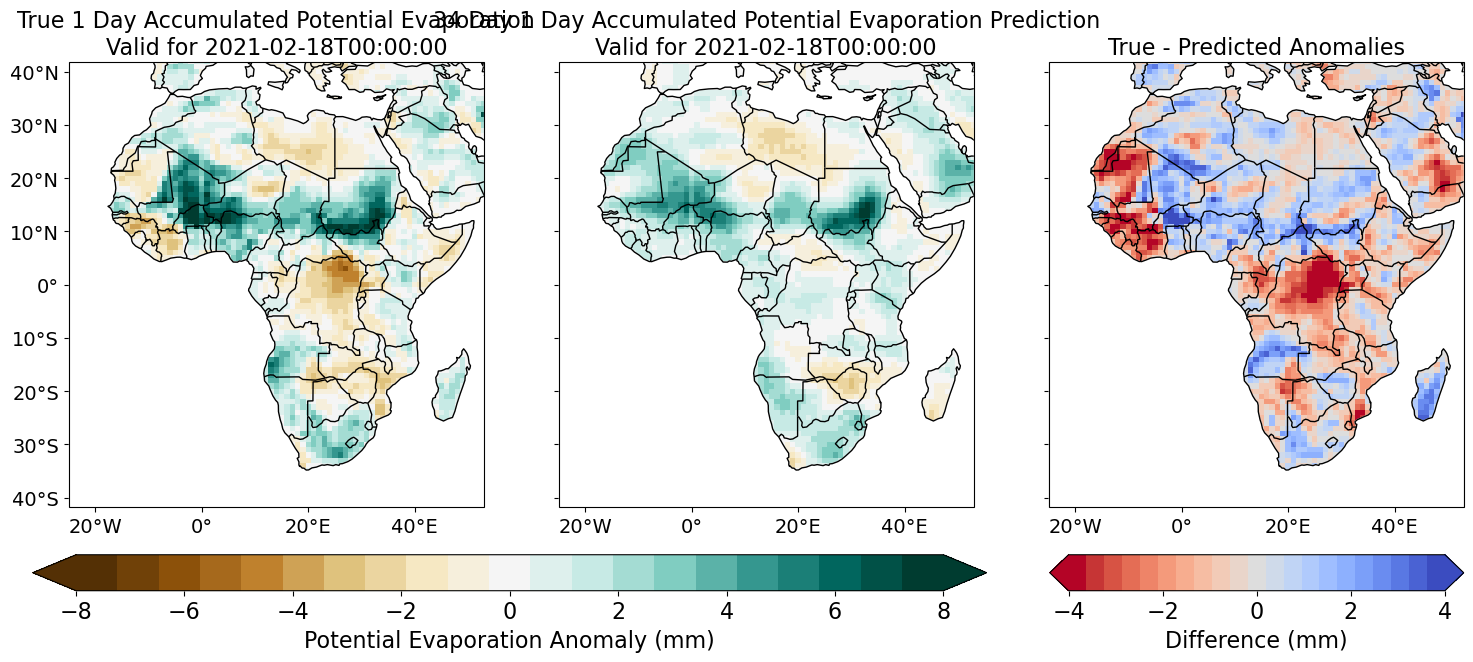 True 1 Day Accumulated Potential Evaporation
34 Day 1 Day Accumulated Potential Evaporation Prediction
Valid for 2021-02-18T00:00:00
Valid for 2021-02-18T00:00:00
True - Predicted Anomalies
40°N
30°N
20°N
10°N
0°
10°S
20°S
30°S
40°S
20°W 0° 20°E 40°E
20°W 0° 20°E 40°E
20°W 0° 20°E 40°E
−8 −6 −4 −2 0 2 4 6 8
Potential Evaporation Anomaly (mm)
−4 −2 0 2 4
Difference (mm)